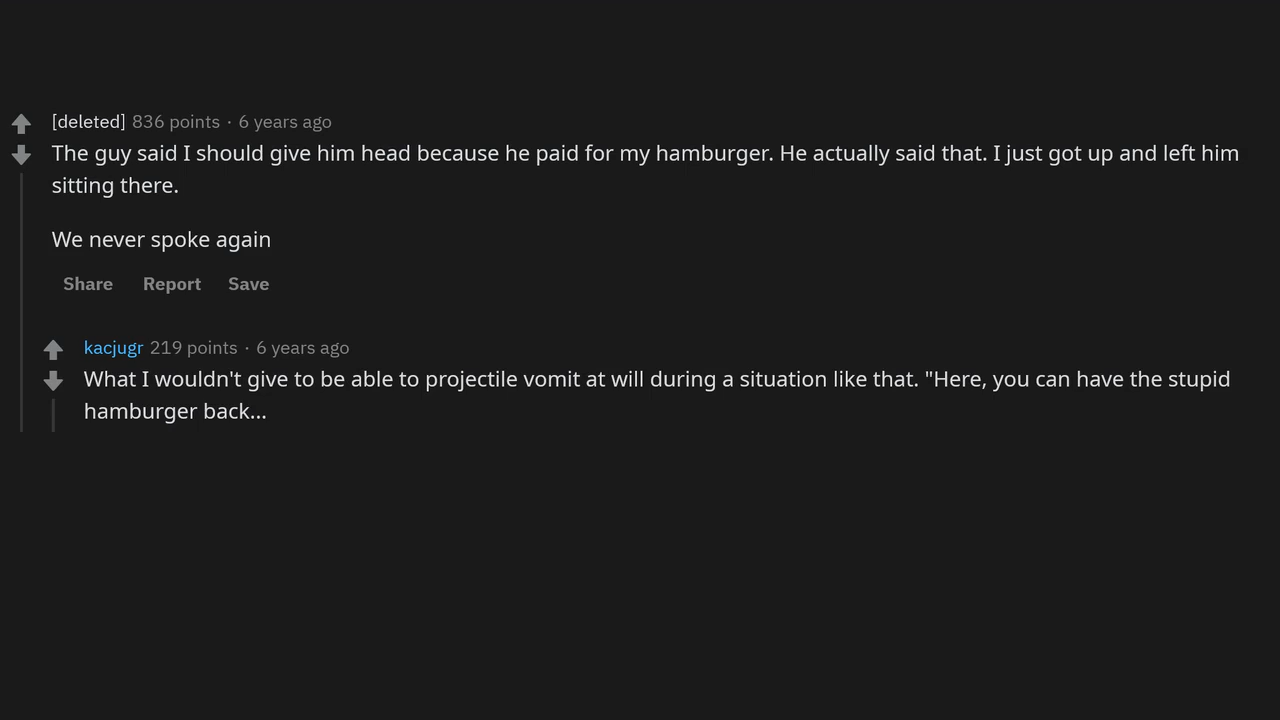 [deleted] 836 points · 6 years ago
The guy said I should give him head because he paid for my hamburger. He actually said that. I just got up and left him
sitting there.
We never spoke again
Share Report Save
kacjugr 219 points · 6 years ago
What I wouldn't give to be able to projectile vomit at will during a situation like that. "Here, you can have the stupid
hamburger back...